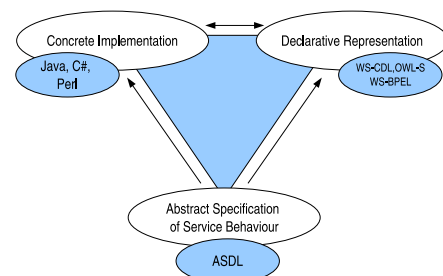 Concrete Implementation
Declarative Representation
Java, C#,
Perl
WS-CDL,OWL-S
WS-BPEL
Abstract Specification
of Service Behaviour
ASDL